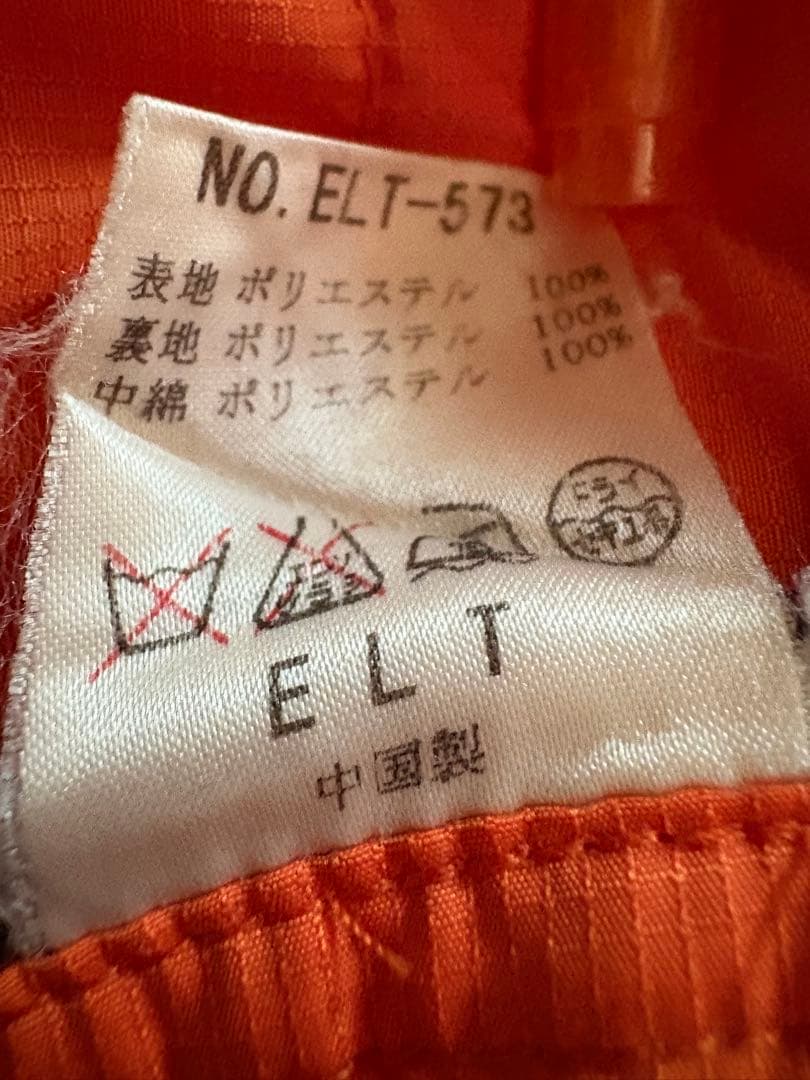 NO. ELT-573
表地 ポリエステル 100%
裏地 ポリエステル 100%
中綿 ポリエステル 100%
ドライ
ELT
中国製